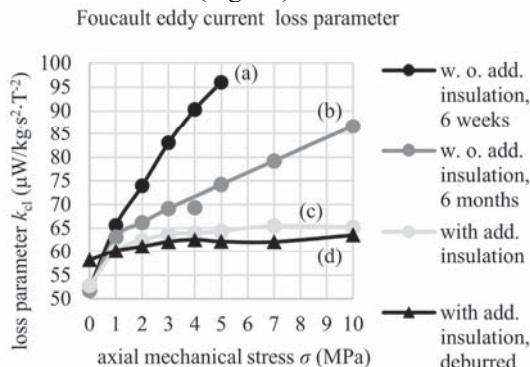 Foucault eddy current loss parameter
loss parameter k_cl (µW/kg·s²·T⁻²)
100
95
90
85
80
75
70
65
60
55
50
(a)
(b)
(c)
(d)
0 1 2 3 4 5 6 7 8 9 10
axial mechanical stress σ (MPa)
w. o. add.
insulation,
6 weeks
w. o. add.
insulation,
6 months
with add.
insulation
with add.
insulation,
deburred